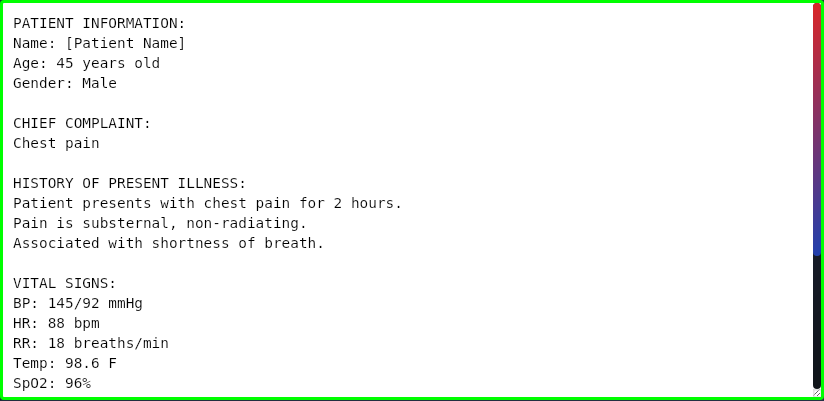 PATIENT INFORMATION:
Name: [Patient Name]
Age: 45 years old
Gender: Male

CHIEF COMPLAINT:
Chest pain

HISTORY OF PRESENT ILLNESS:
Patient presents with chest pain for 2 hours.
Pain is substernal, non-radiating.
Associated with shortness of breath.

VITAL SIGNS:
BP: 145/92 mmHg
HR: 88 bpm
RR: 18 breaths/min
Temp: 98.6 F
SpO2: 96%